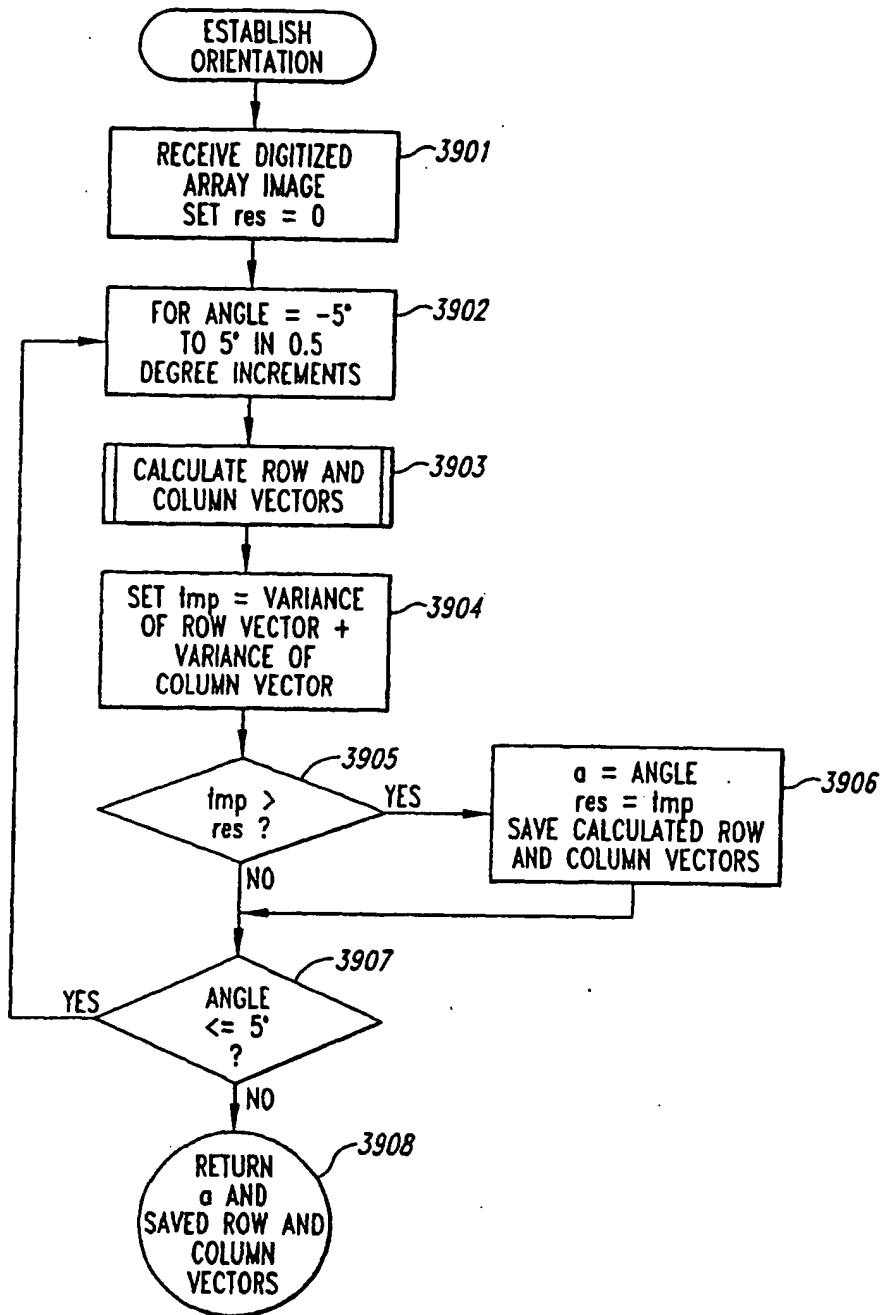 ESTABLISH
ORIENTATION
RECEIVE DIGITIZED
ARRAY IMAGE
SET res = 0
3901
FOR ANGLE = -5°
TO 5° IN 0.5
DEGREE INCREMENTS
3902
CALCULATE ROW AND
COLUMN VECTORS
3903
SET tmp = VARIANCE
OF ROW VECTOR +
VARIANCE OF
COLUMN VECTOR
3904
tmp >
res ?
3905
YES
NO
a = ANGLE
res = tmp
SAVE CALCULATED ROW
AND COLUMN VECTORS
3906
ANGLE
<= 5°
?
3907
YES
NO
RETURN
a AND
SAVED ROW AND
COLUMN
VECTORS
3908